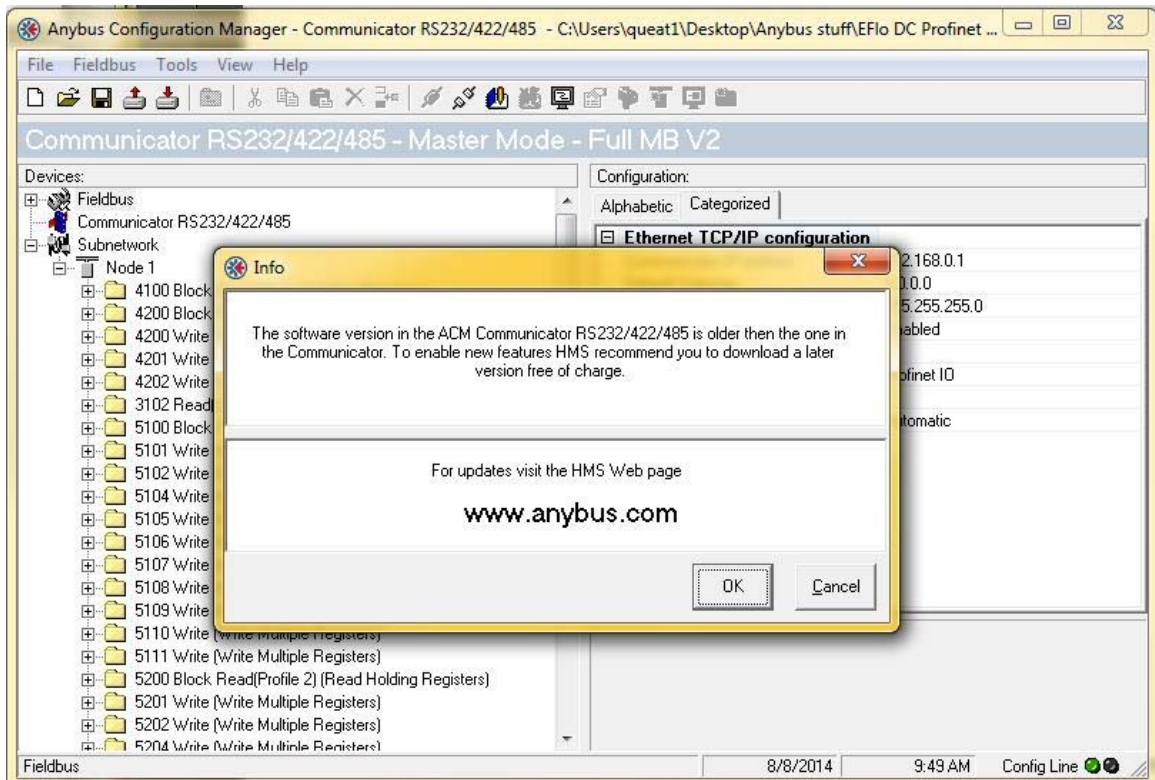 Anybus Configuration Manager - Communicator RS232/422/485 - C:\Users\queat1\Desktop\Anybus stuff\EFlo DC Profinet ...
File Fieldbus Tools View Help
Communicator RS232/422/485 - Master Mode - Full MB V2
Devices:
Fieldbus
Communicator RS232/422/485
Subnetwork
Node 1
4100 Block
4200 Block
4200 Write
4201 Write
4202 Write
3102 Read(
5100 Block
5101 Write
5102 Write
5104 Write
5105 Write
5106 Write
5107 Write
5108 Write
5109 Write
5110 Write (Write Multiple Registers)
5111 Write (Write Multiple Registers)
5200 Block Read(Profile 2) (Read Holding Registers)
5201 Write (Write Multiple Registers)
5202 Write (Write Multiple Registers)
5204 Write (Write Multiple Registers)
Configuration:
Alphabetic Categorized
Ethernet TCP/IP configuration
2.168.0.1
0.0.0
5.255.255.0
abled
ofinet IO
tomatic
Info
The software version in the ACM Communicator RS232/422/485 is older then the one in
the Communicator. To enable new features HMS recommend you to download a later
version free of charge.
For updates visit the HMS Web page
www.anybus.com
OK Cancel
Fieldbus 8/8/2014 9:49 AM Config Line